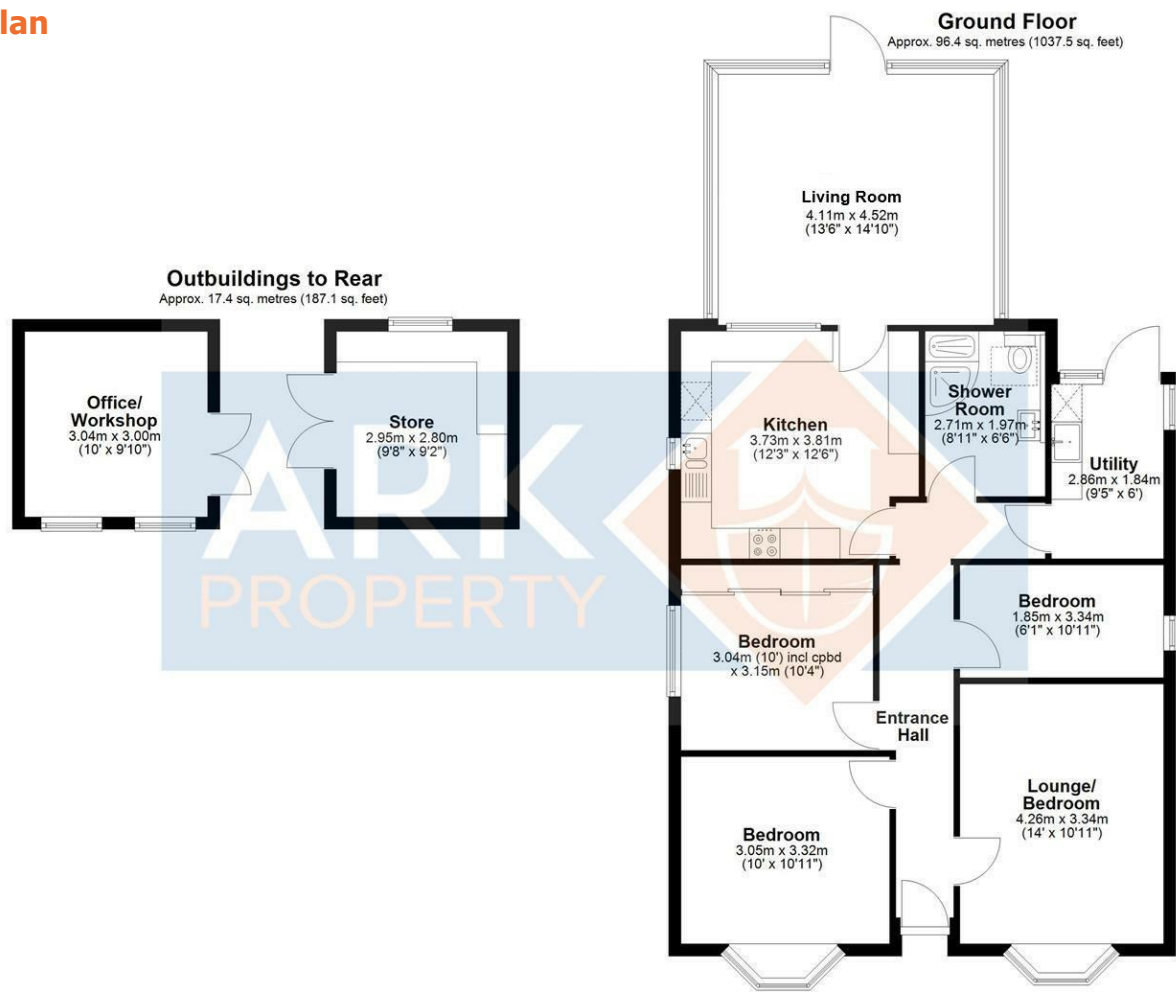 lan
Ground Floor
Approx. 96.4 sq. metres (1037.5 sq. feet)
Living Room
4.11m x 4.52m
(13'6" x 14'10")
Outbuildings to Rear
Approx. 17.4 sq. metres (187.1 sq. feet)
Office/
Workshop
3.04m x 3.00m
(10' x 9'10")
Store
2.95m x 2.80m
(9'8" x 9'2")
Kitchen
3.73m x 3.81m
(12'3" x 12'6")
Shower
Room
2.71m x 1.97m
(8'11" x 6'6")
Utility
2.86m x 1.84m
(9'5" x 6')
Bedroom
3.04m (10') incl cpbd
x 3.15m (10'4")
Bedroom
1.85m x 3.34m
(6'1" x 10'11")
Entrance
Hall
Bedroom
3.05m x 3.32m
(10' x 10'11")
Lounge/
Bedroom
4.26m x 3.34m
(14' x 10'11")
ARK
PROPERTY